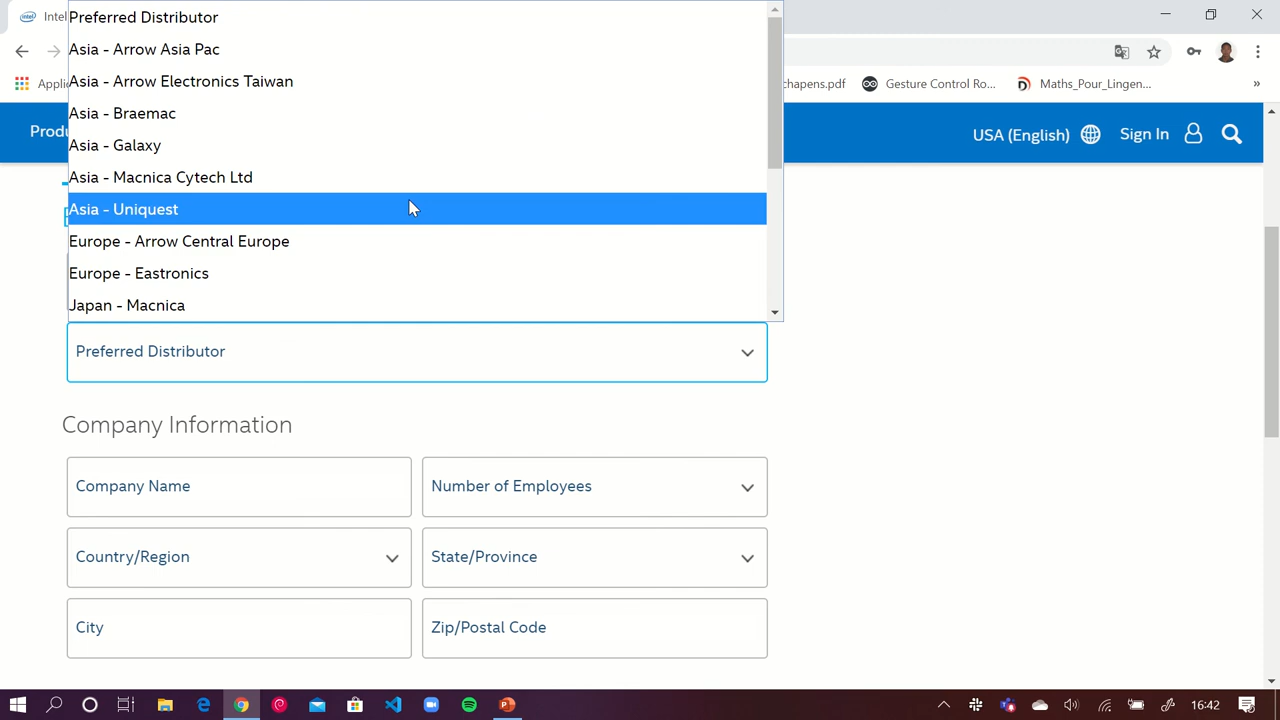 Intel
Preferred Distributor
Asia - Arrow Asia Pac
Asia - Arrow Electronics Taiwan
Asia - Braemac
Asia - Galaxy
Asia - Macnica Cytech Ltd
Asia - Uniquest
Europe - Arrow Central Europe
Europe - Eastronics
Japan - Macnica
Applic
chapens.pdf
Gesture Control Ro...
Maths_Pour_Lingen...
»
Produ
USA (English)
Sign In
Preferred Distributor
Company Information
Company Name
Number of Employees
Country/Region
State/Province
City
Zip/Postal Code
16:42